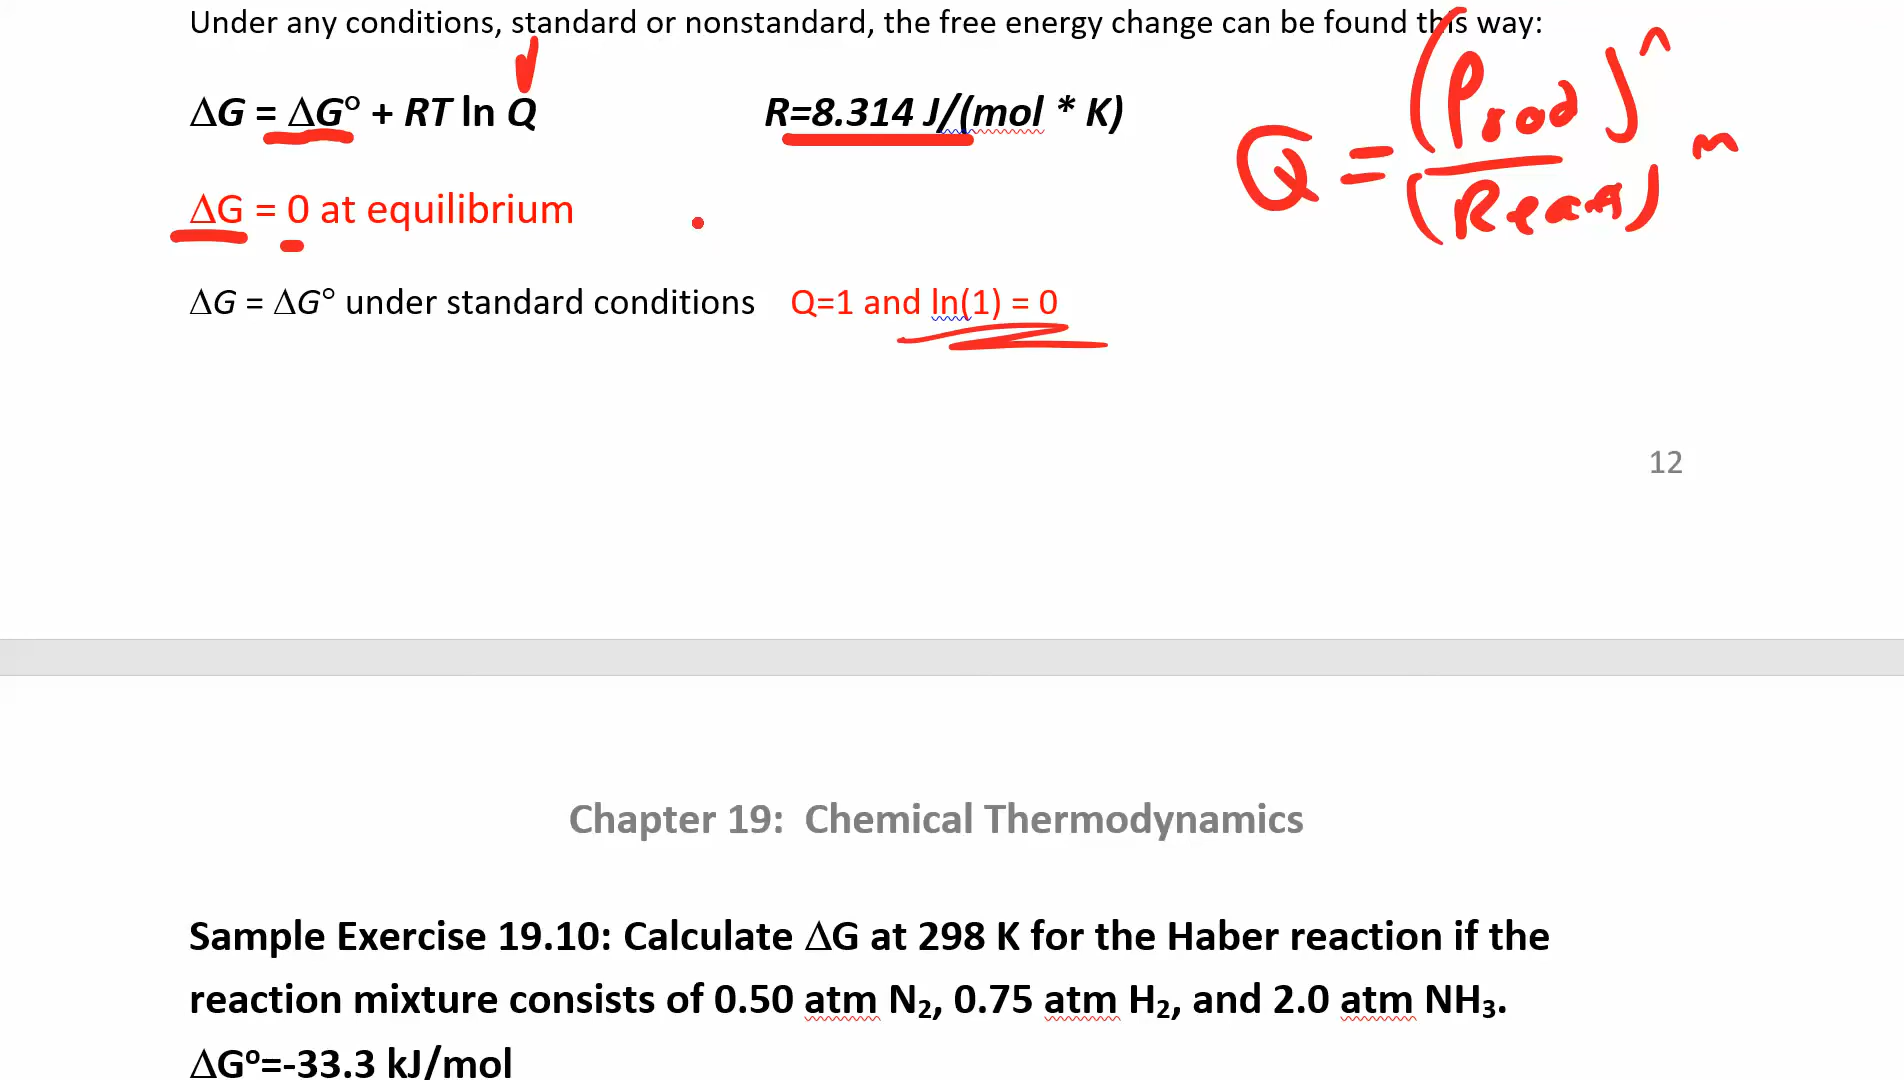 Under any conditions, standard or nonstandard, the free energy change can be found this way:
ΔG = ΔG° + RT ln Q R=8.314 J/(mol * K)
Q = (Prod)^n
(React)^m
ΔG = 0 at equilibrium
ΔG = ΔG° under standard conditions Q=1 and ln(1) = 0
12
Chapter 19: Chemical Thermodynamics
Sample Exercise 19.10: Calculate ΔG at 298 K for the Haber reaction if the
reaction mixture consists of 0.50 atm N₂, 0.75 atm H₂, and 2.0 atm NH₃.
ΔGº=-33.3 kJ/mol